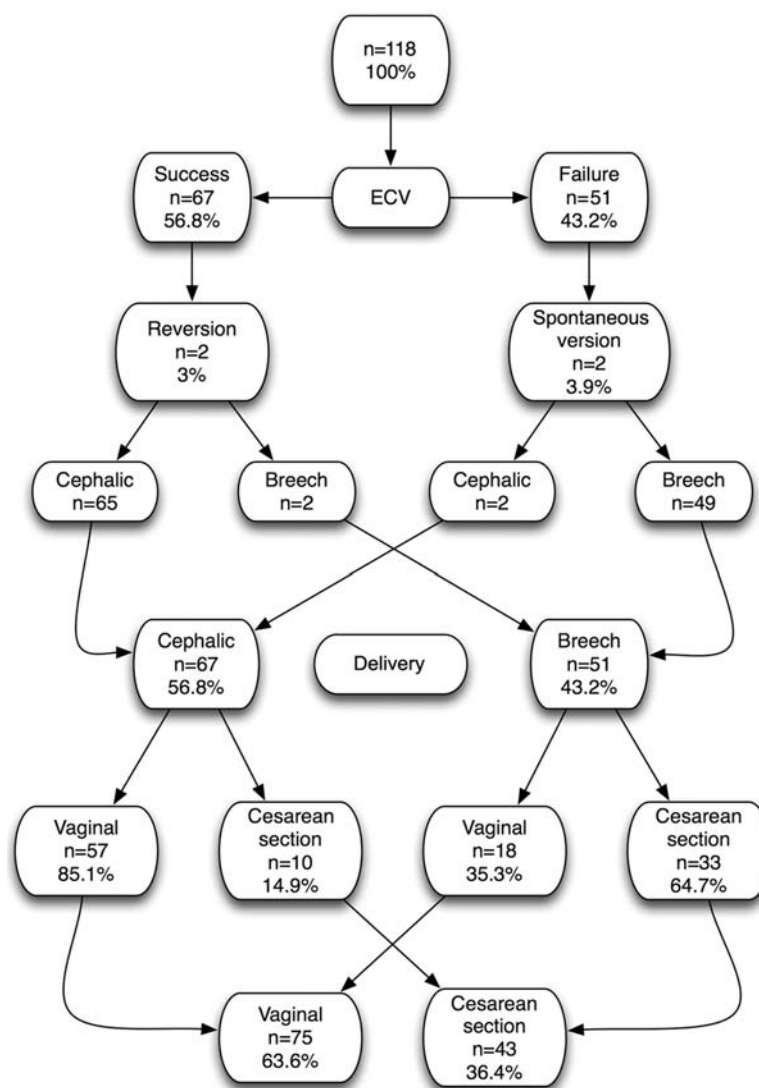 n=118
100%
Success
n=67
56.8%
ECV
Failure
n=51
43.2%
Reversion
n=2
3%
Spontaneous
version
n=2
3.9%
Cephalic
n=65
Breech
n=2
Cephalic
n=2
Breech
n=49
Cephalic
n=67
56.8%
Delivery
Breech
n=51
43.2%
Vaginal
n=57
85.1%
Cesarean
section
n=10
14.9%
Vaginal
n=18
35.3%
Cesarean
section
n=33
64.7%
Vaginal
n=75
63.6%
Cesarean
section
n=43
36.4%